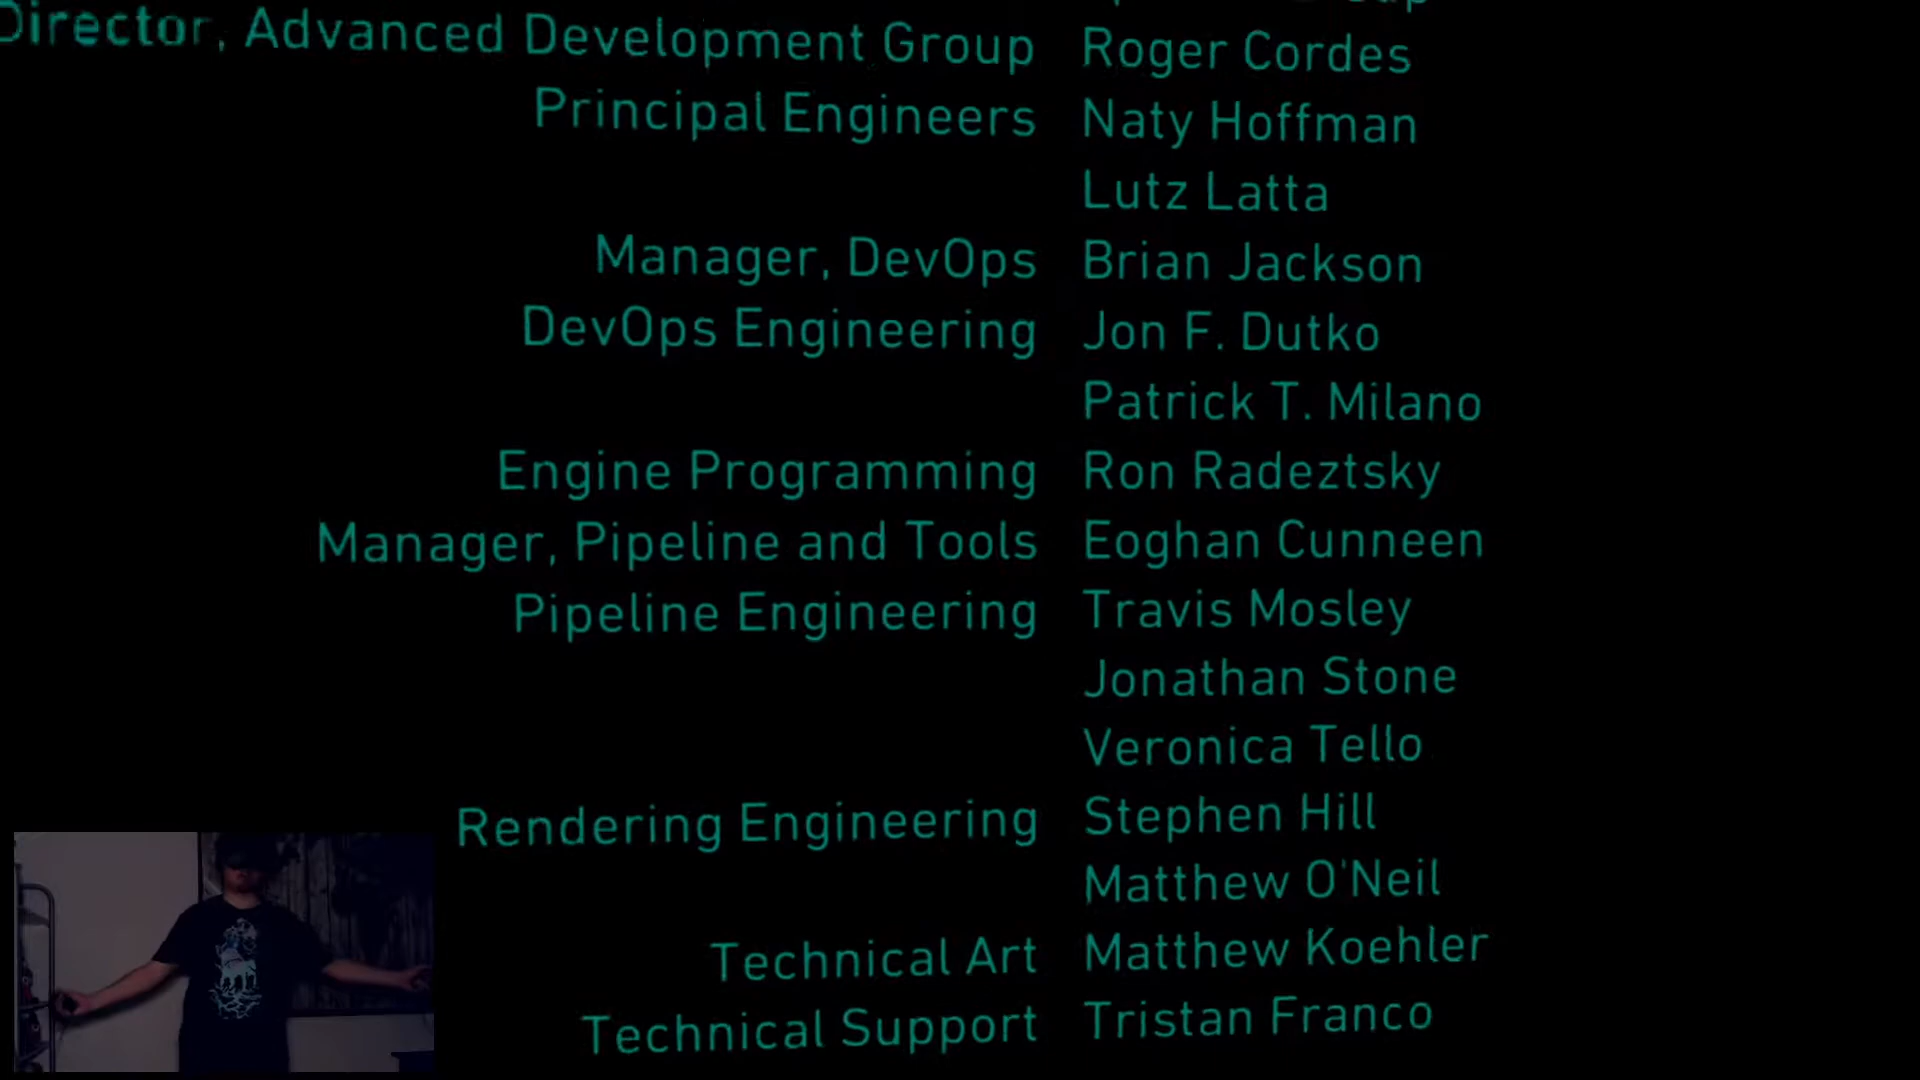 Director, Advanced Development Group Roger Cordes
Principal Engineers Naty Hoffman
Lutz Latta
Manager, DevOps Brian Jackson
DevOps Engineering Jon F. Dutko
Patrick T. Milano
Engine Programming Ron Radeztsky
Manager, Pipeline and Tools Eoghan Cunneen
Pipeline Engineering Travis Mosley
Jonathan Stone
Veronica Tello
Rendering Engineering Stephen Hill
Matthew O'Neil
Technical Art Matthew Koehler
Technical Support Tristan Franco